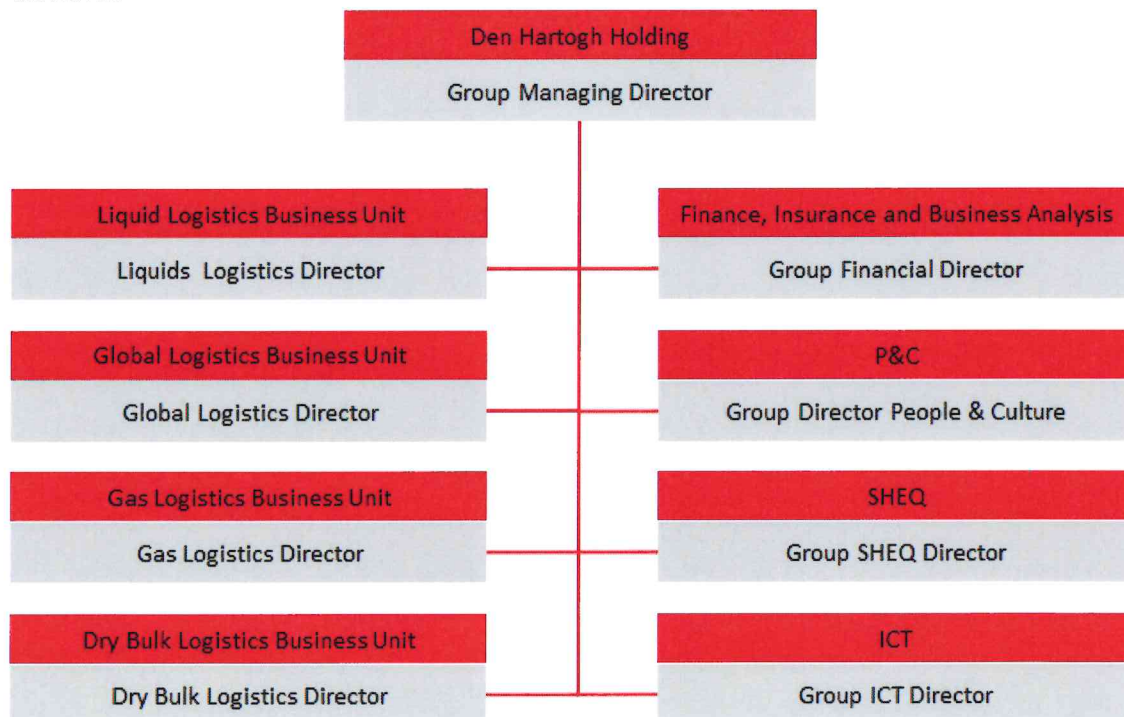 Den Hartogh Holding
Group Managing Director
Liquid Logistics Business Unit
Liquids Logistics Director
Finance, Insurance and Business Analysis
Group Financial Director
Global Logistics Business Unit
Global Logistics Director
P&C
Group Director People & Culture
Gas Logistics Business Unit
Gas Logistics Director
SHEQ
Group SHEQ Director
Dry Bulk Logistics Business Unit
Dry Bulk Logistics Director
ICT
Group ICT Director